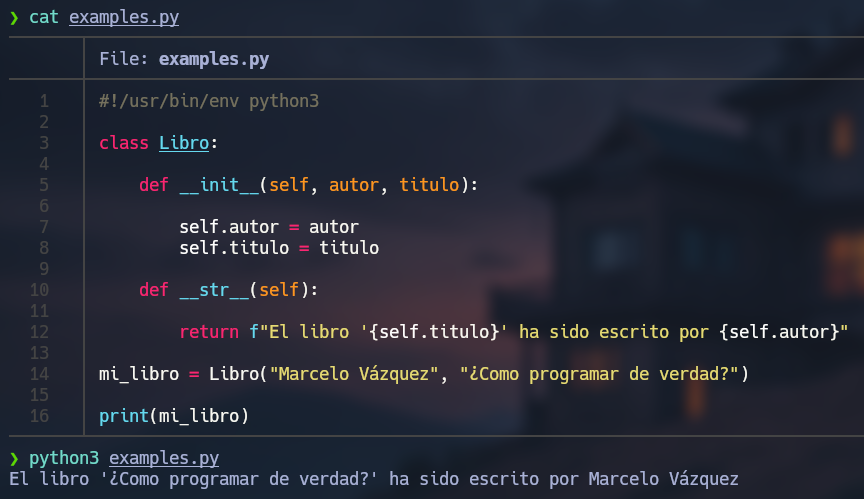 ❯ cat examples.py
File: examples.py
1 #!/usr/bin/env python3
2
3 class Libro:
4
5     def __init__(self, autor, titulo):
6
7         self.autor = autor
8         self.titulo = titulo
9
10     def __str__(self):
11
12         return f"El libro '{self.titulo}' ha sido escrito por {self.autor}"
13
14 mi_libro = Libro("Marcelo Vázquez", "¿Como programar de verdad?")
15
16 print(mi_libro)
❯ python3 examples.py
El libro '¿Como programar de verdad?' ha sido escrito por Marcelo Vázquez